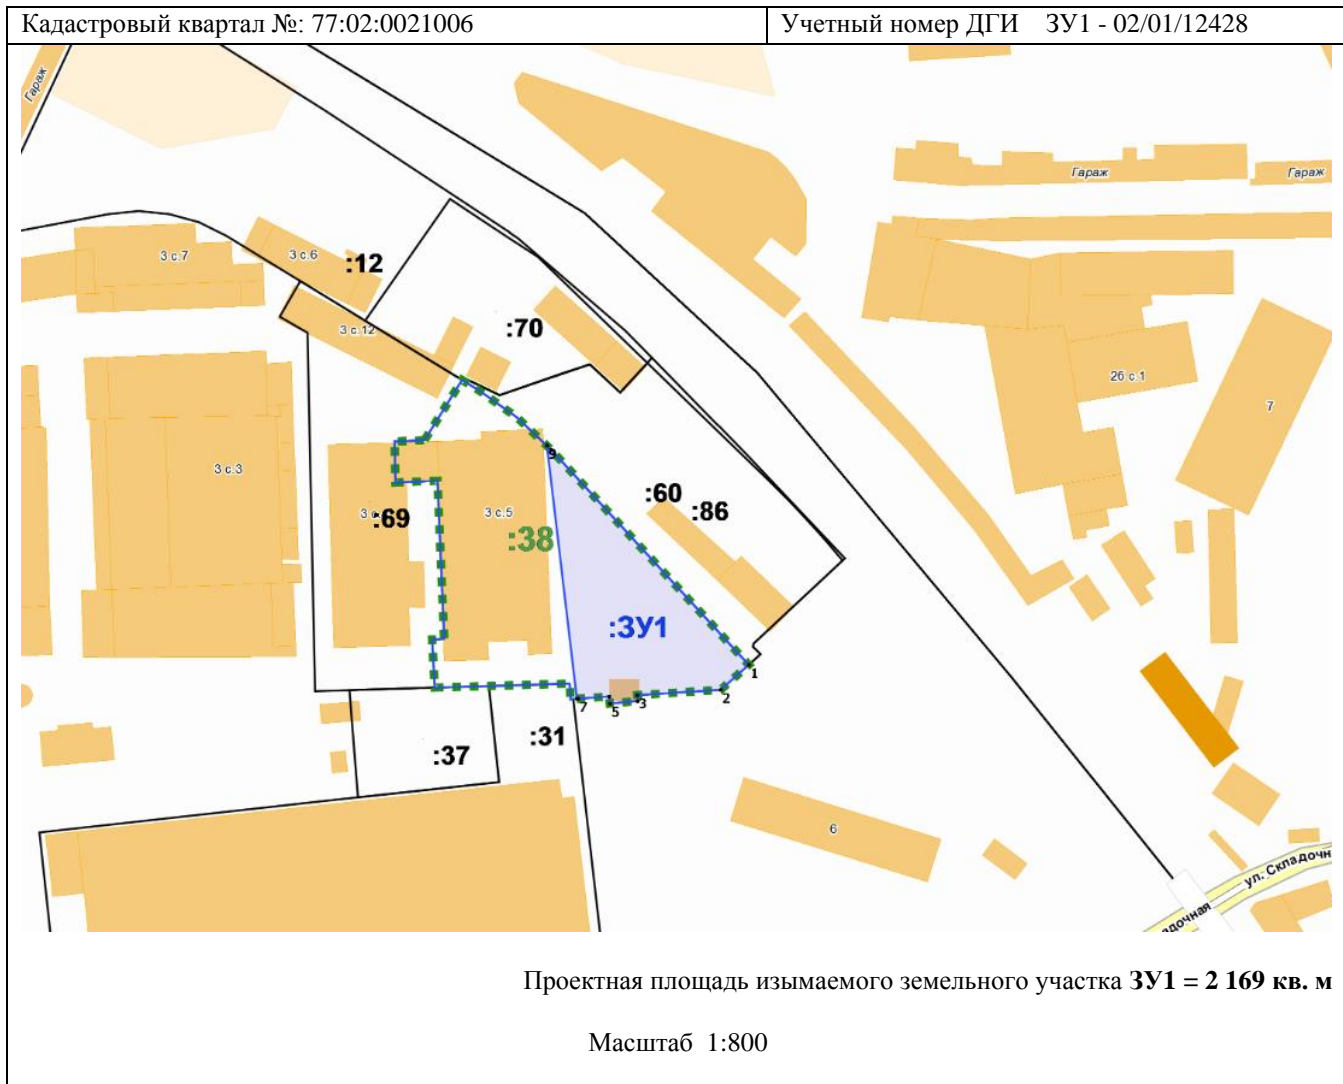 Кадастровый квартал №: 77:02:0021006
Учетный номер ДГИ ЗУ1 - 02/01/12428
Гараж
Гараж
Гараж
3 с.7
3 с.6
:12
3 с.12
:70
2б с.1
7
3 с.3
9
:60
:86
3 с.5
:69
:38
:ЗУ1
1
2
3
5
7
:31
:37
6
ул. Складочн
адочная
Проектная площадь изымаемого земельного участка ЗУ1 = 2 169 кв. м
Масштаб 1:800